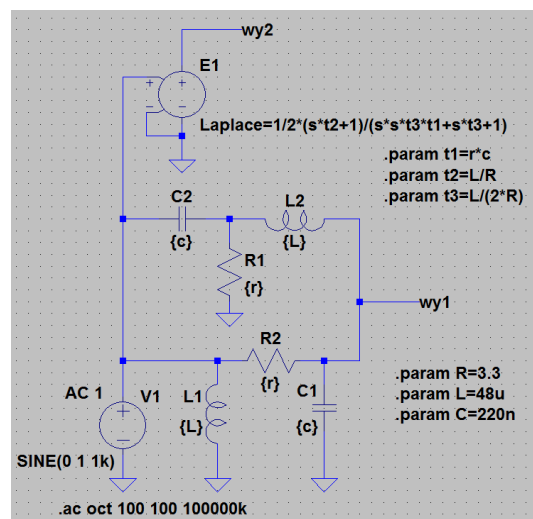 wy2
E1
+
+
−
−
Laplace=1/2*(s*t2+1)/(s*s*t3*t1+s*t3+1)
.param t1=r*c
.param t2=L/R
.param t3=L/(2*R)
C2
L2
{c}
{L}
R1
{r}
wy1
R2
{r}
C1
{c}
.param R=3.3
.param L=48u
.param C=220n
AC 1
V1
L1
{L}
+
−
SINE(0 1 1k)
.ac oct 100 100 100000k